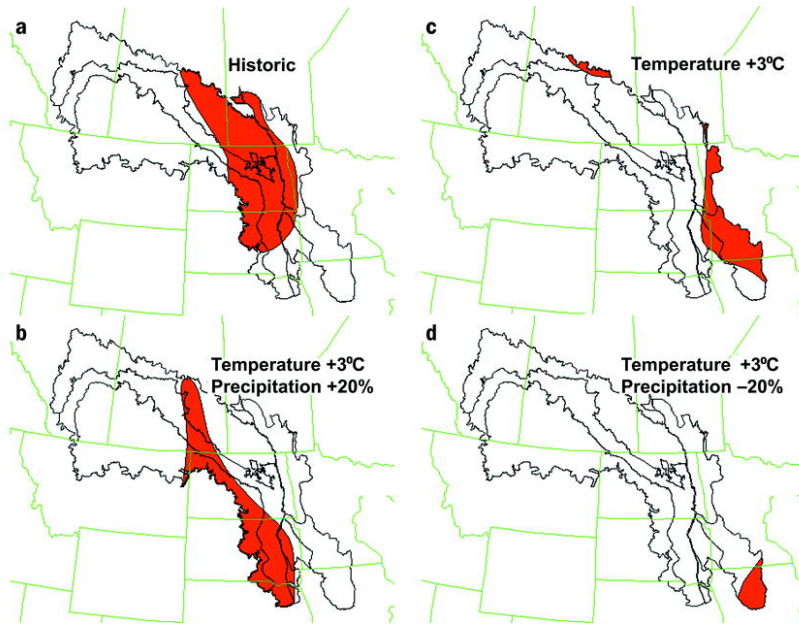 a
Historic
c
Temperature +3ºC
b
Temperature +3ºC
Precipitation +20%
d
Temperature +3ºC
Precipitation –20%